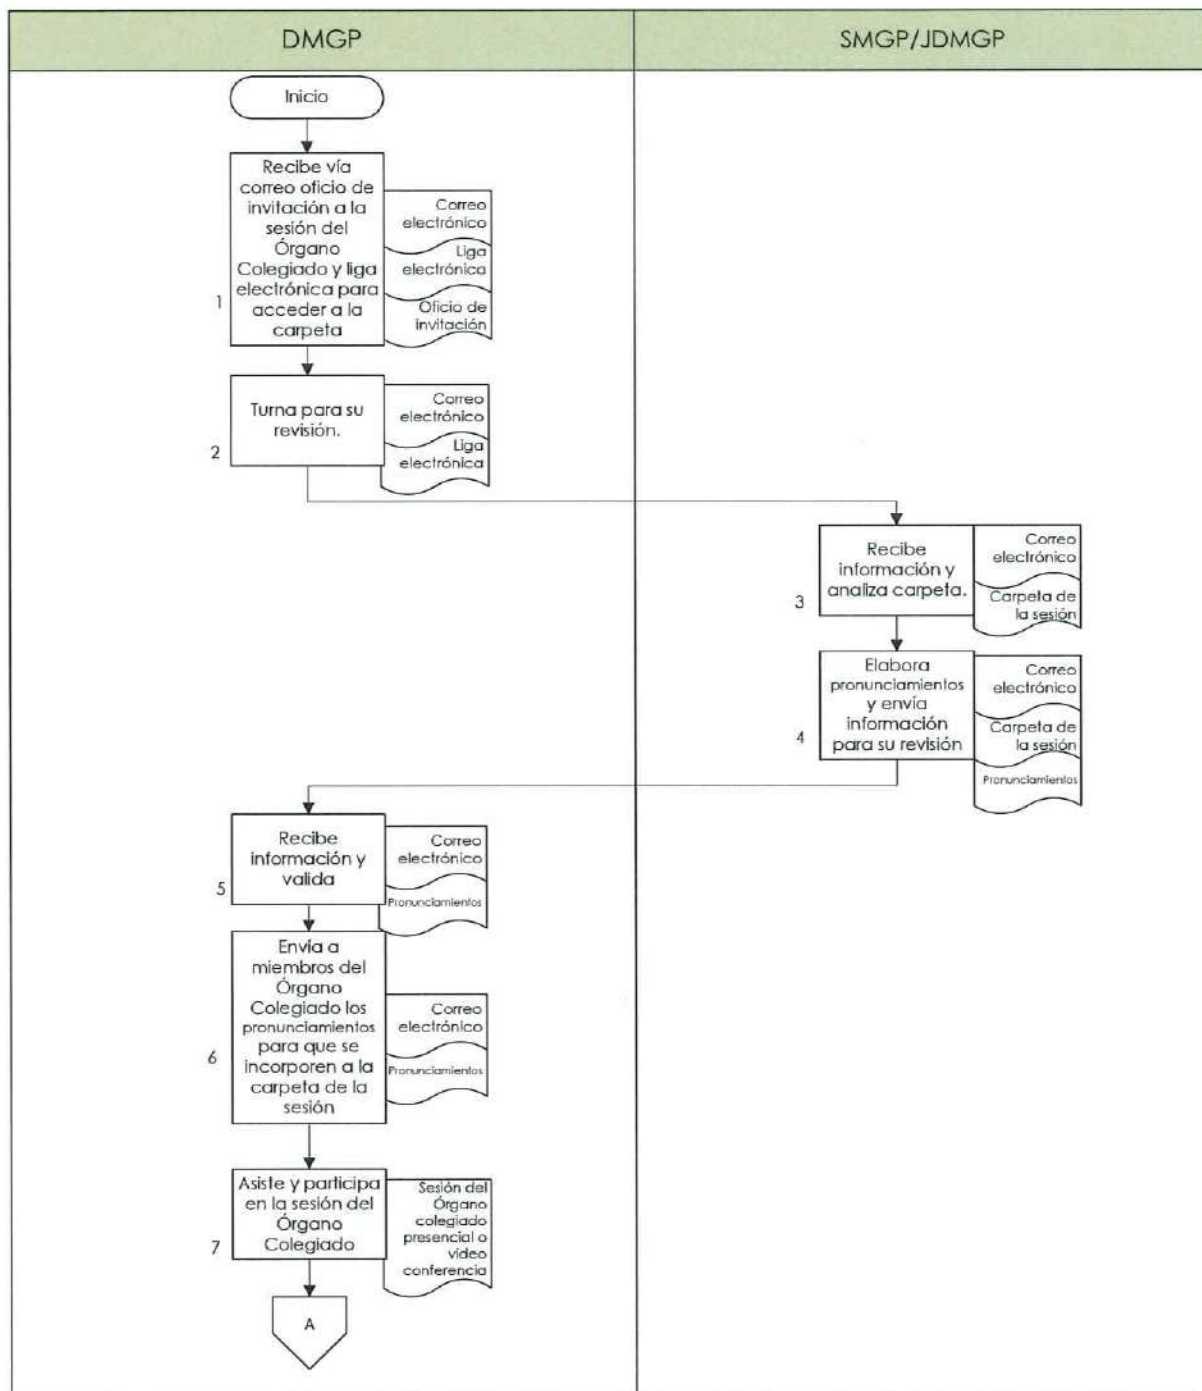 DMGP
SMGP/JDMGP
Inicio
Recibe vía
correo oficio de
invitación a la
sesión del
Órgano
Colegiado y liga
electrónica para
acceder a la
carpeta
1
Correo
electrónico
Liga
electrónica
Oficio de
invitación
Turna para su
revisión.
2
Correo
electrónico
Liga
electrónica
Recibe
información y
analiza carpeta.
3
Correo
electrónico
Carpeta de
la sesión
Elabora
pronunciamientos
y envía
información
para su revisión
4
Correo
electrónico
Carpeta de
la sesión
Pronunciamientos
Recibe
información y
valida
5
Correo
electrónico
Pronunciamientos
Envía a
miembros del
Órgano
Colegiado los
pronunciamientos
para que se
incorporen a la
carpeta de la
sesión
6
Correo
electrónico
Pronunciamientos
Asiste y participa
en la sesión del
Órgano
Colegiado
7
Sesión del
Órgano
colegiado
presencial o
video
conferencia
A